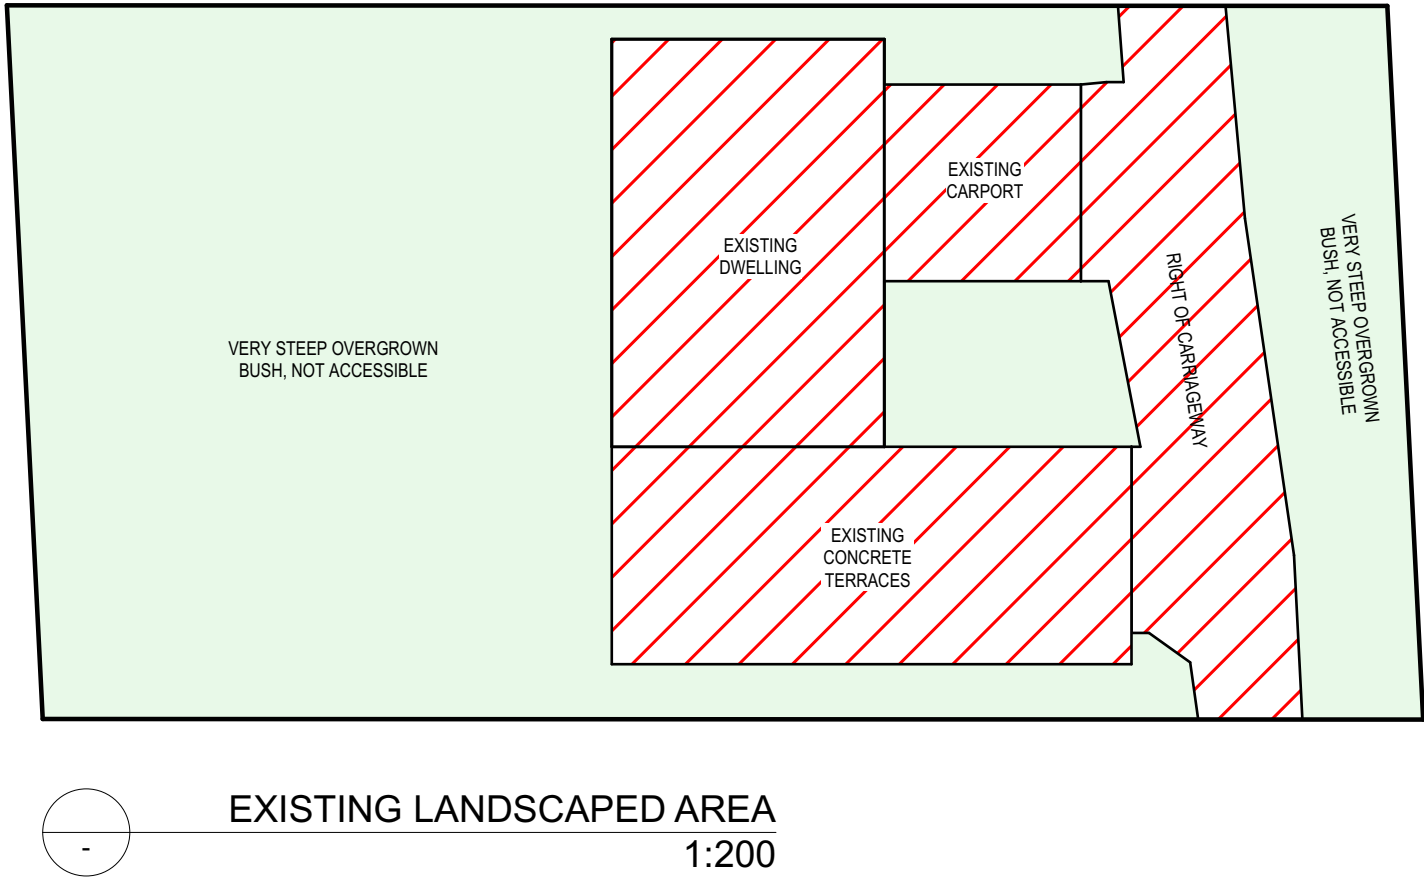 EXISTING
CARPORT
EXISTING
DWELLING
VERY STEEP OVERGROWN
BUSH, NOT ACCESSIBLE
RIGHT OF CARRIAGEWAY
VERY STEEP OVERGROWN
BUSH, NOT ACCESSIBLE
EXISTING
CONCRETE
TERRACES
EXISTING LANDSCAPED AREA
-
1:200